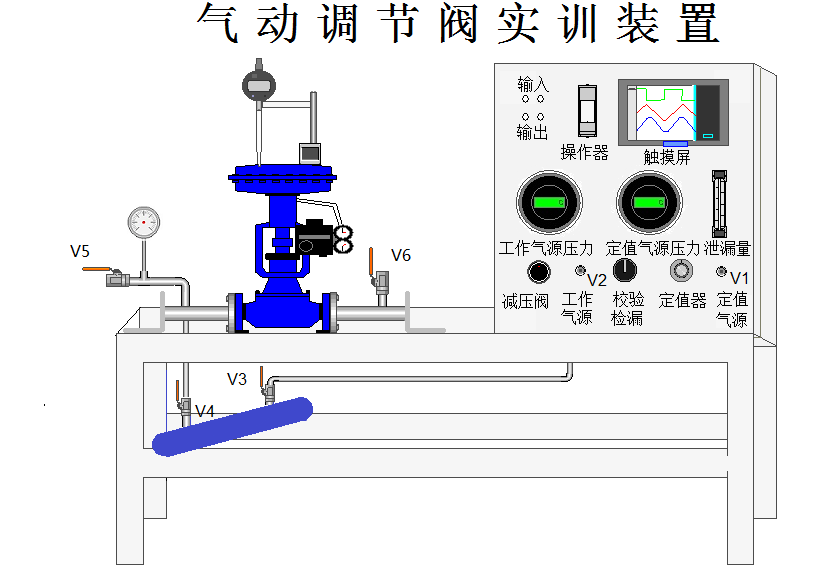 气动调节阀实训装置
输入
输出
操作器
触摸屏
工作气源压力
定值气源压力
泄漏量
V5
V6
减压阀
V2
工作
气源
校验
检漏
定值器
V1
定值
气源
V3
V4